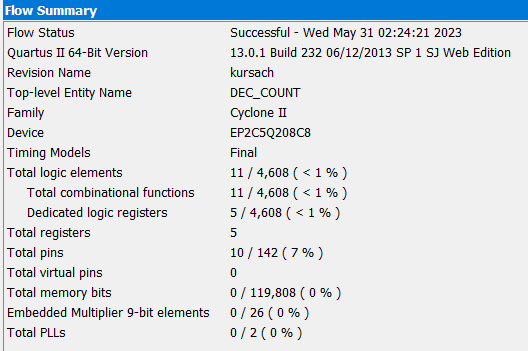 Flow Summary
Flow Status Successful - Wed May 31 02:24:21 2023
Quartus II 64-Bit Version 13.0.1 Build 232 06/12/2013 SP 1 SJ Web Edition
Revision Name kursach
Top-level Entity Name DEC_COUNT
Family Cyclone II
Device EP2C5Q208C8
Timing Models Final
Total logic elements 11 / 4,608 ( < 1 % )
Total combinational functions 11 / 4,608 ( < 1 % )
Dedicated logic registers 5 / 4,608 ( < 1 % )
Total registers 5
Total pins 10 / 142 ( 7 % )
Total virtual pins 0
Total memory bits 0 / 119,808 ( 0 % )
Embedded Multiplier 9-bit elements 0 / 26 ( 0 % )
Total PLLs 0 / 2 ( 0 % )